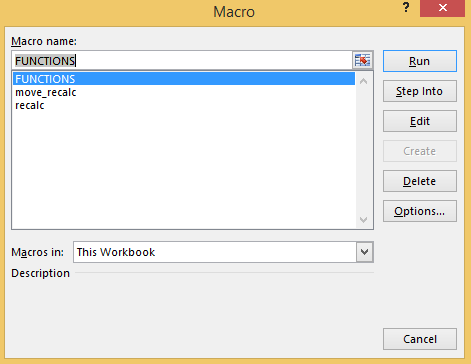 Macro
?
Macro name:
FUNCTIONS
FUNCTIONS
move_recalc
recalc
Run
Step Into
Edit
Create
Delete
Options...
Macros in:
This Workbook
Description
Cancel